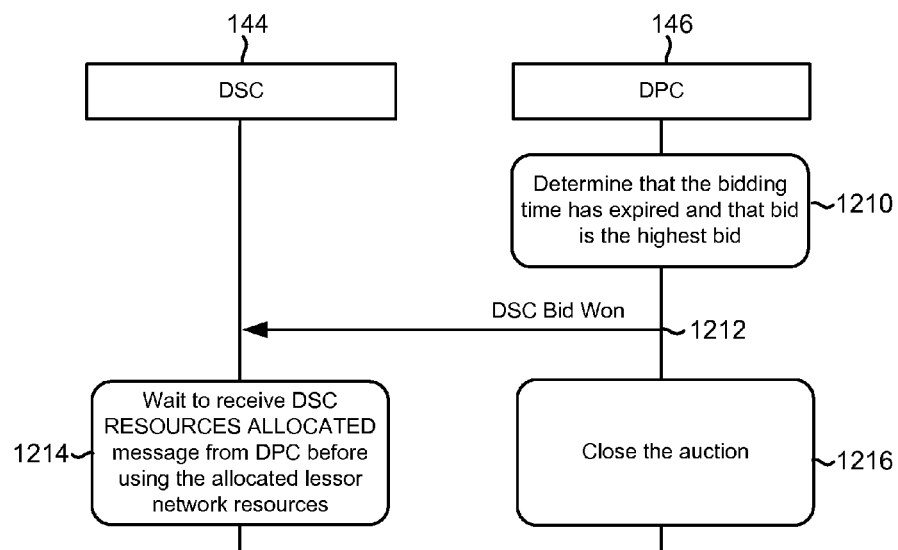 144
146
DSC
DPC
Determine that the bidding
time has expired and that bid
is the highest bid
1210
DSC Bid Won
1212
Wait to receive DSC
RESOURCES ALLOCATED
message from DPC before
using the allocated lessor
network resources
1214
Close the auction
1216